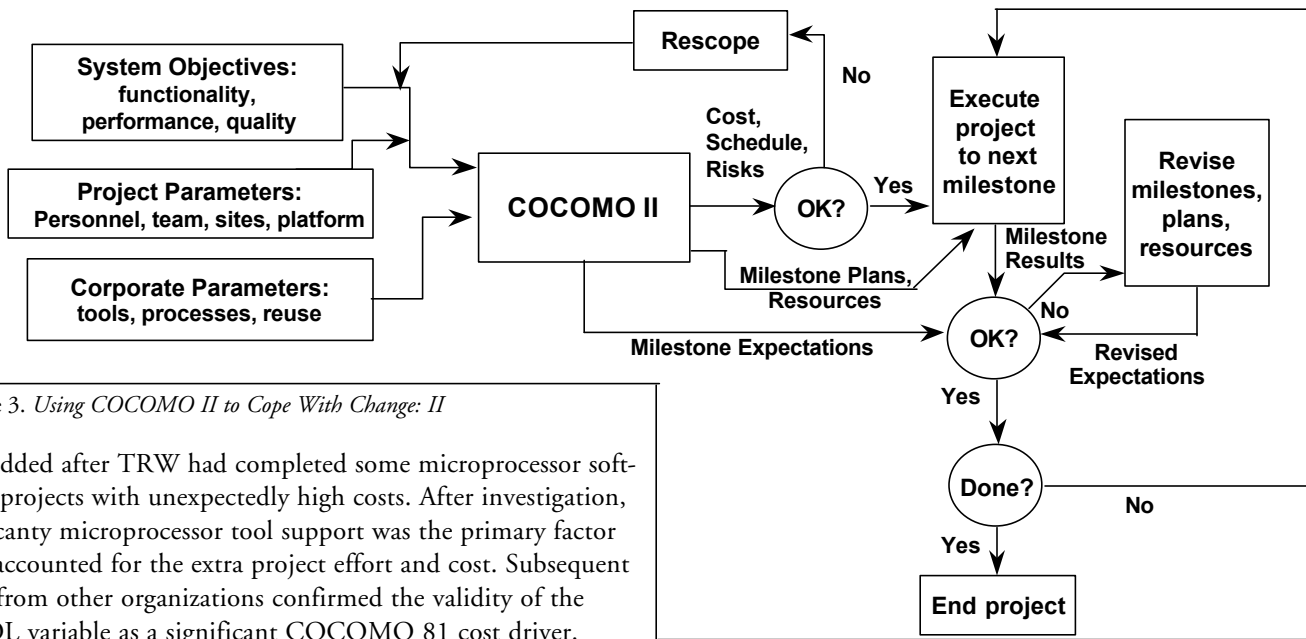 Rescope
No
System Objectives:
functionality,
performance, quality
Project Parameters:
Personnel, team, sites, platform
Corporate Parameters:
tools, processes, reuse
COCOMO II
Cost,
Schedule,
Risks
OK?
Yes
Execute
project
to next
milestone
Milestone
Results
Revise
milestones,
plans,
resources
Milestone Plans,
Resources
Milestone Expectations
OK?
No
Revised
Expectations
Yes
Done?
No
Yes
End project
3. Using COCOMO II to Cope With Change: II
dded after TRW had completed some microprocessor soft-
projects with unexpectedly high costs. After investigation,
canty microprocessor tool support was the primary factor
accounted for the extra project effort and cost. Subsequent
from other organizations confirmed the validity of the
OL variable as a significant COCOMO 81 cost driver.